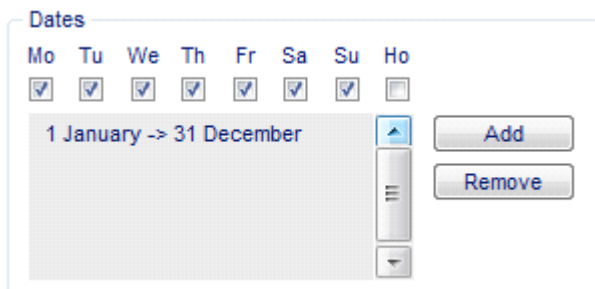 Dates
Mo Tu We Th Fr Sa Su Ho
1 January -> 31 December
Add
Remove